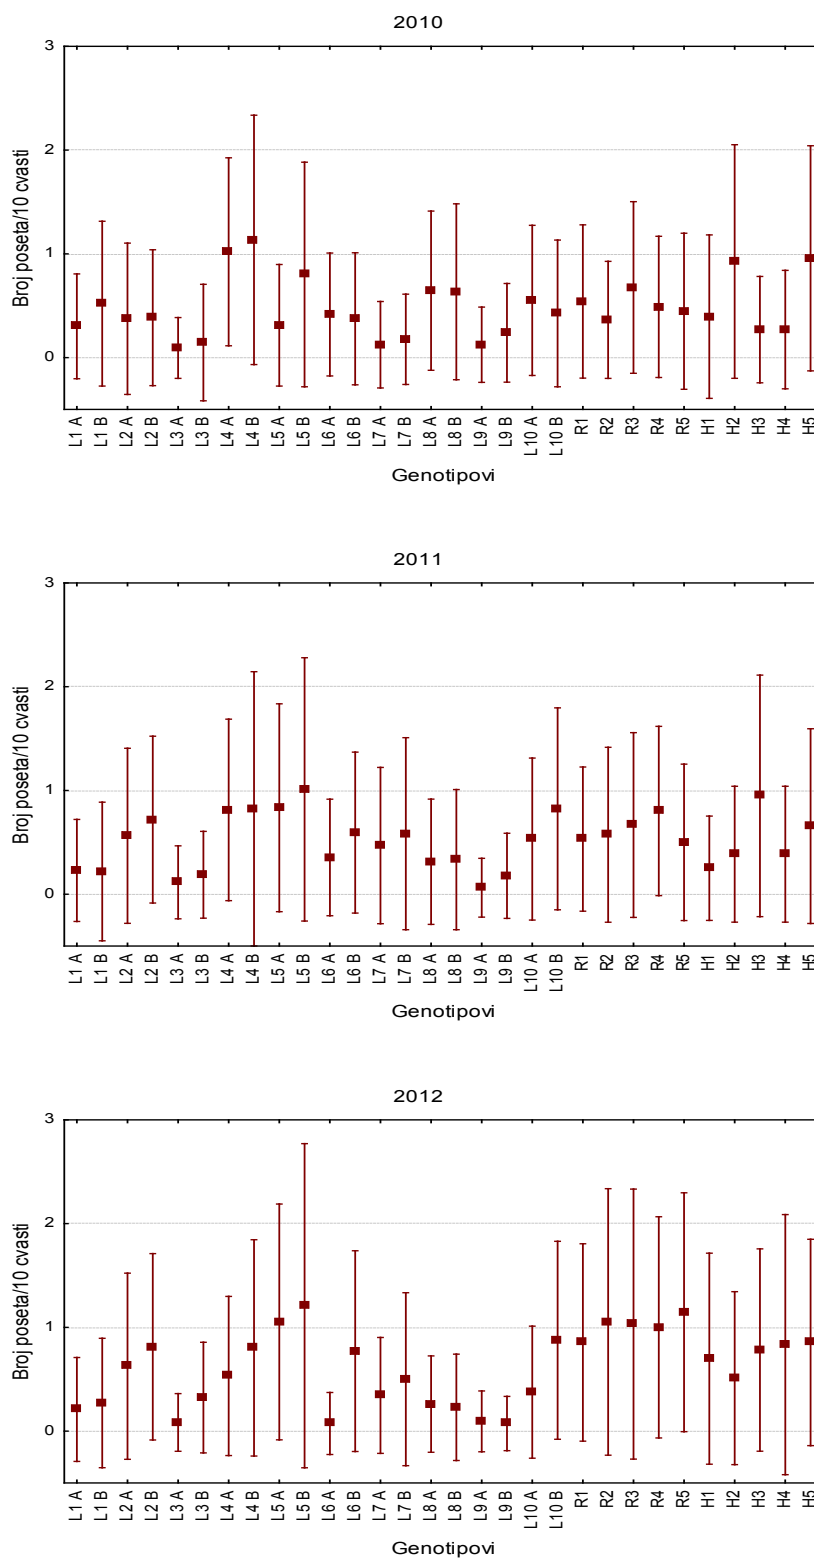 2010
3
2
1
0
Broj poseta/10 cvasti
L1 A L1 B L2 A L2 B L3 A L3 B L4 A L4 B L5 A L5 B L6 A L6 B L7 A L7 B L8 A L8 B L9 A L9 B L10 A L10 B R1 R2 R3 R4 R5 H1 H2 H3 H4 H5
Genotipovi
2011
3
2
1
0
Broj poseta/10 cvasti
L1 A L1 B L2 A L2 B L3 A L3 B L4 A L4 B L5 A L5 B L6 A L6 B L7 A L7 B L8 A L8 B L9 A L9 B L10 A L10 B R1 R2 R3 R4 R5 H1 H2 H3 H4 H5
Genotipovi
2012
3
2
1
0
Broj poseta/10 cvasti
L1 A L1 B L2 A L2 B L3 A L3 B L4 A L4 B L5 A L5 B L6 A L6 B L7 A L7 B L8 A L8 B L9 A L9 B L10 A L10 B R1 R2 R3 R4 R5 H1 H2 H3 H4 H5
Genotipovi